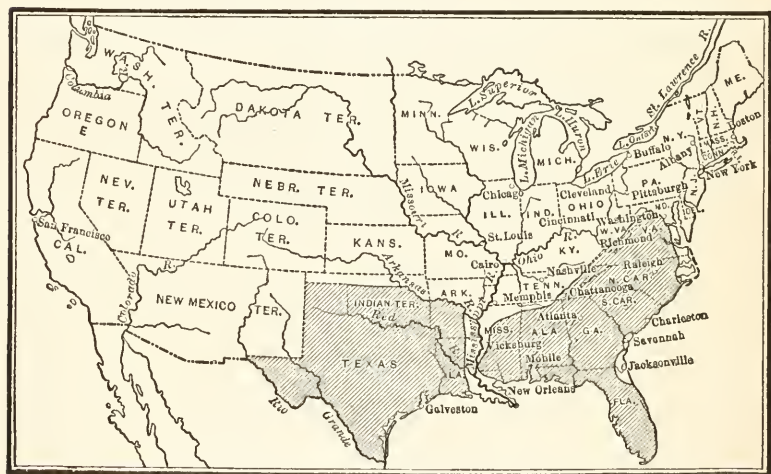 WASH. TER.
Columbia R.
OREGON
E
DAKOTA TER.
MINN.
L. Superior
WIS.
L. Michigan
L. Huron
MICH.
St. Lawrence R.
ME.
VT.
N.H.
L. Ontario
N.Y.
MASS.
Boston
CONN.
Buffalo
Albany
New York
L. Erie
NEV.
TER.
UTAH
TER.
NEBR. TER.
COLO.
TER.
IOWA
Missouri R.
Chicago
Cleveland
PA.
Pittsburgh
N.J.
ILL.
IND.
OHIO
Cincinnati
Washington
W.VA.
VA.
Richmond
San Francisco
CAL.
KANS.
MO.
St. Louis
Cairo
Ohio R.
KY.
Colorado R.
NEW MEXICO TER.
Arkansas R.
INDIAN TER.
ARK.
TENN.
Nashville
Memphis
Chattanooga
Raleigh
N. CAR.
S. CAR.
Red
TEXAS
LA.
Mississippi R.
MISS.
Vicksburg
ALA
Atlanta
GA.
Mobile
Charleston
Savannah
Jacksonville
New Orleans
FLA.
Galveston
Rio Grande